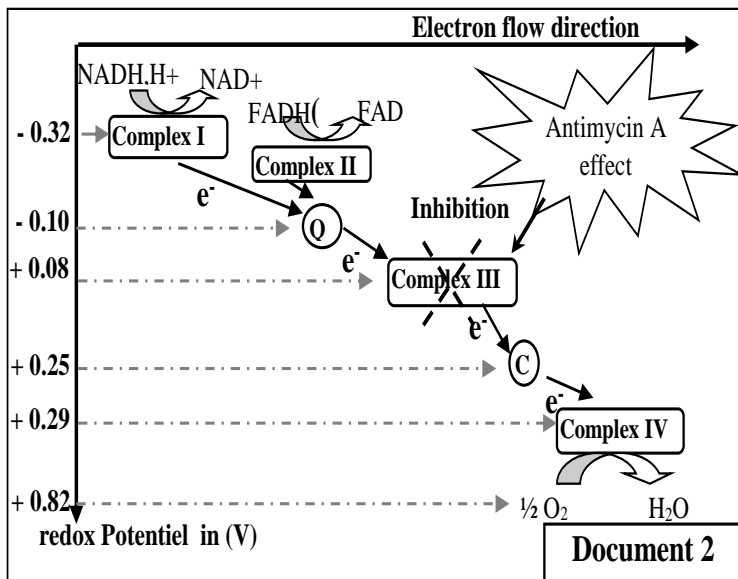 Electron flow direction
NADH,H+ NAD+
FADH( FAD
- 0.32
Complex I
Antimycin A
effect
Complex II
e-
Inhibition
- 0.10
Q
+ 0.08
e-
Complex III
e-
+ 0.25
C
+ 0.29
e-
Complex IV
+ 0.82
½ O₂ H₂O
redox Potentiel in (V)
Document 2